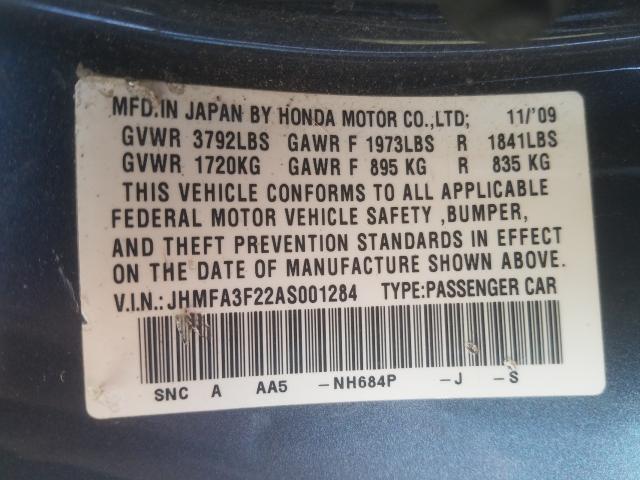 MFD.IN JAPAN BY HONDA MOTOR CO.,LTD; 11/'09
GVWR 3792LBS GAWR F 1973LBS R 1841LBS
GVWR 1720KG GAWR F 895 KG R 835 KG
THIS VEHICLE CONFORMS TO ALL APPLICABLE
FEDERAL MOTOR VEHICLE SAFETY ,BUMPER,
AND THEFT PREVENTION STANDARDS IN EFFECT
ON THE DATE OF MANUFACTURE SHOWN ABOVE.
V.I.N.: JHMFA3F22AS001284 TYPE:PASSENGER CAR
SNC A AA5 -NH684P -J -S